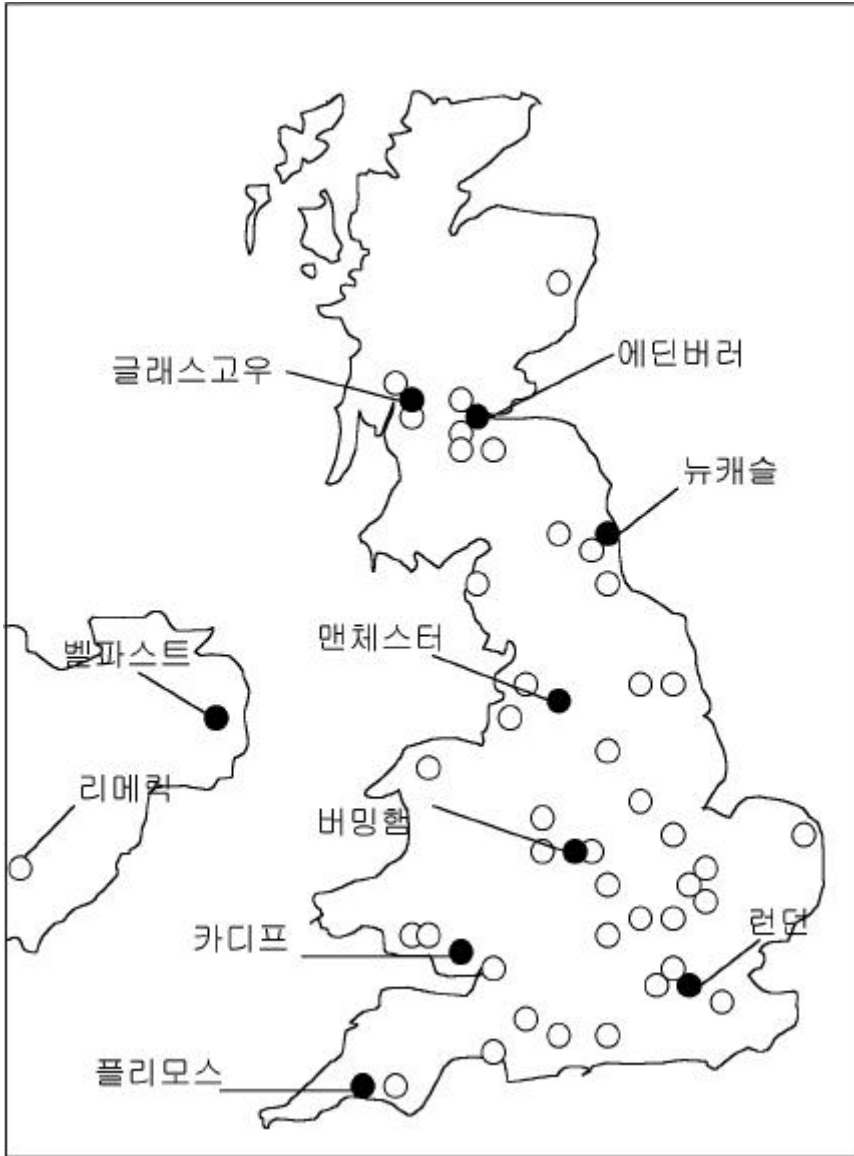 글래스고우
에딘버러
뉴캐슬
맨체스터
벨파스트
리메릭
버밍함
런던
카디프
플리모스